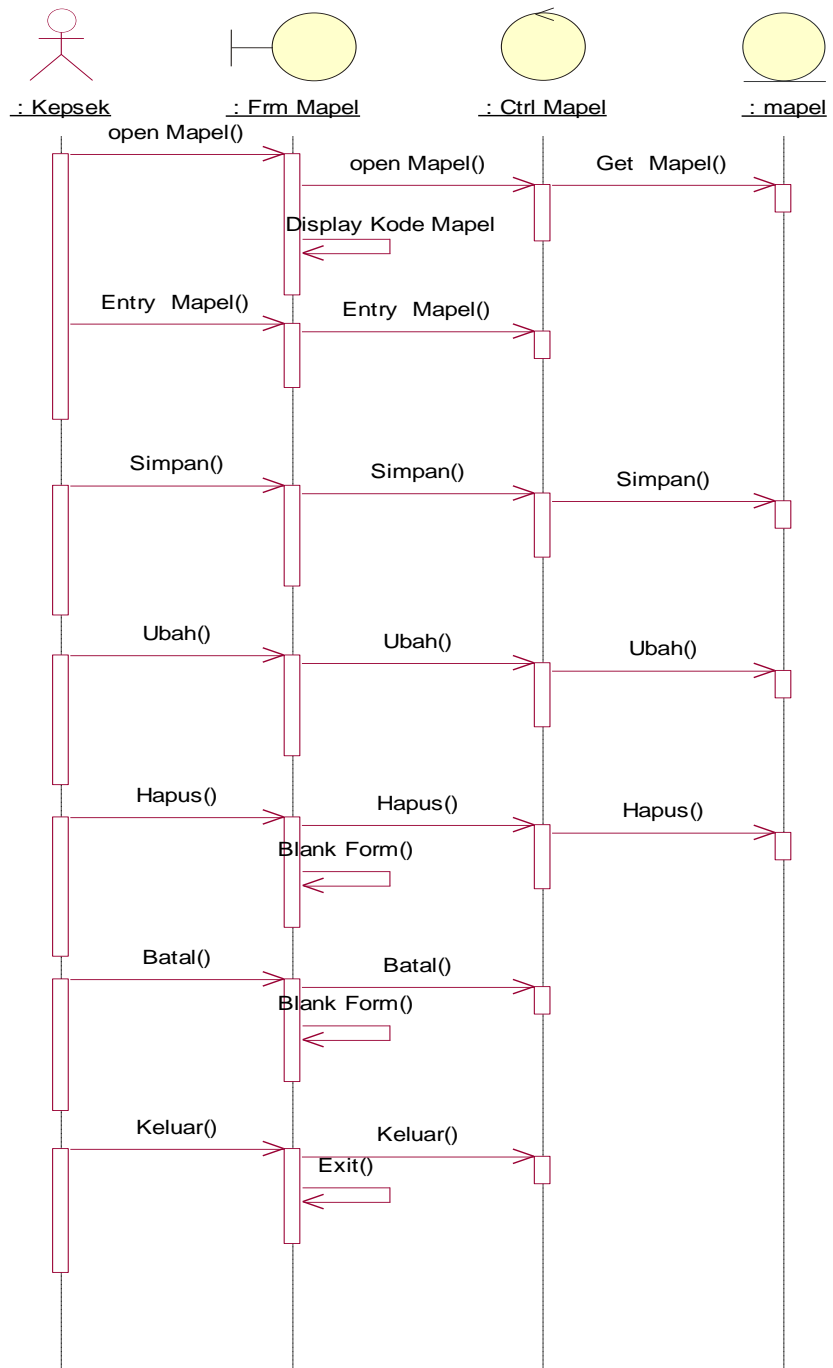 : Kepsek
: Frm Mapel
: Ctrl Mapel
: mapel
open Mapel()
open Mapel()
Get Mapel()
Display Kode Mapel
Entry Mapel()
Entry Mapel()
Simpan()
Simpan()
Simpan()
Ubah()
Ubah()
Ubah()
Hapus()
Hapus()
Hapus()
Blank Form()
Batal()
Batal()
Blank Form()
Keluar()
Keluar()
Exit()